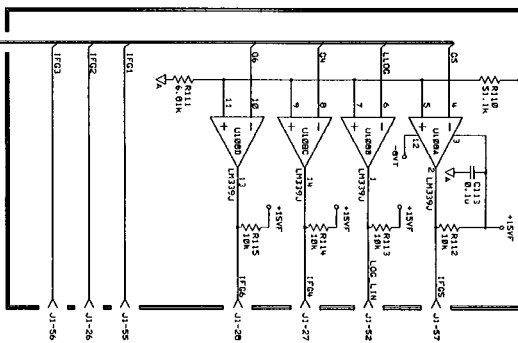 IFG3
IFG2
IFG1
A
R111
6.81k
Q6
Q4
LLOG
Q5
R110
51.1k
11
10
9
8
7
6
5
4
+
-
+
-
+
-
+
-
U108D
U108C
U108B
U108A
12
3
-8VT
A
C113
0.1u
LM339J
13
LM339J
14
LM339J
1
LM339J
2
+15VF
+15VF
+15VF
+15VF
R115
10k
R114
10k
R113
10k
R112
10k
IFG6
IFG4
LOG LIN
IFG5
J1-56
J1-26
J1-55
J1-28
J1-27
J1-52
J1-57